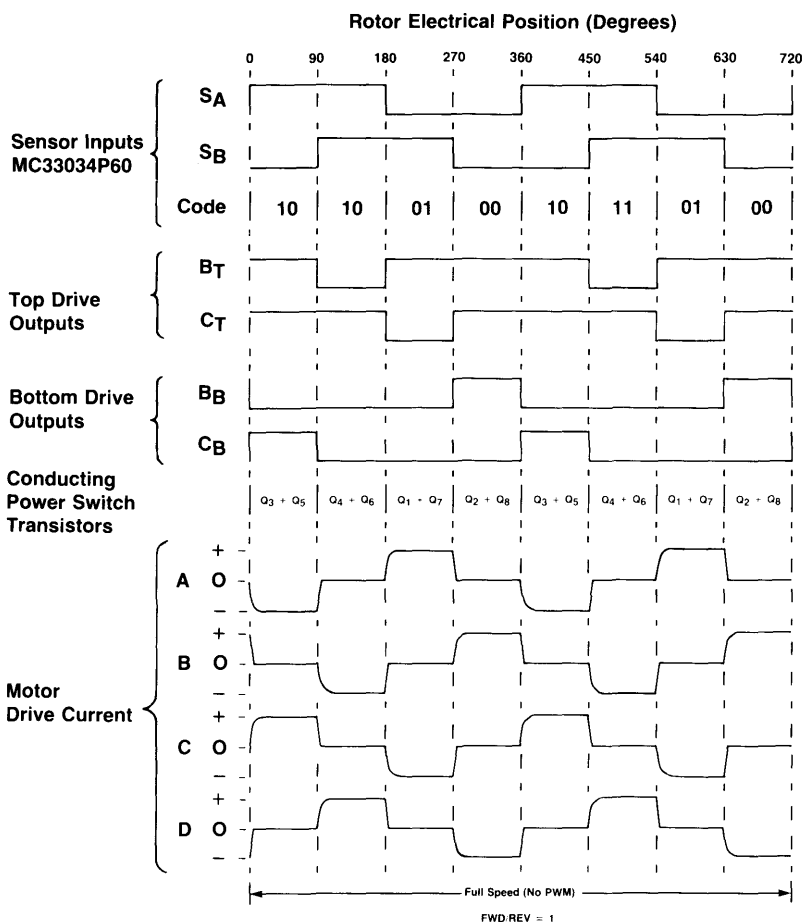 Rotor Electrical Position (Degrees)
0 90 180 270 360 450 540 630 720
SA
Sensor Inputs
MC33034P60
SB
Code 10 10 01 00 10 11 01 00
BT
Top Drive
Outputs
CT
Bottom Drive
Outputs
BB
CB
Conducting
Power Switch
Transistors
Q3 + Q5 Q4 + Q6 Q1 - Q7 Q2 + Q8 Q3 + Q5 Q4 + Q6 Q1 + Q7 Q2 + Q8
+
A O
−
+
B O
−
Motor
Drive Current
+
C O
−
+
D O
−
Full Speed (No PWM)
FWD/REV = 1